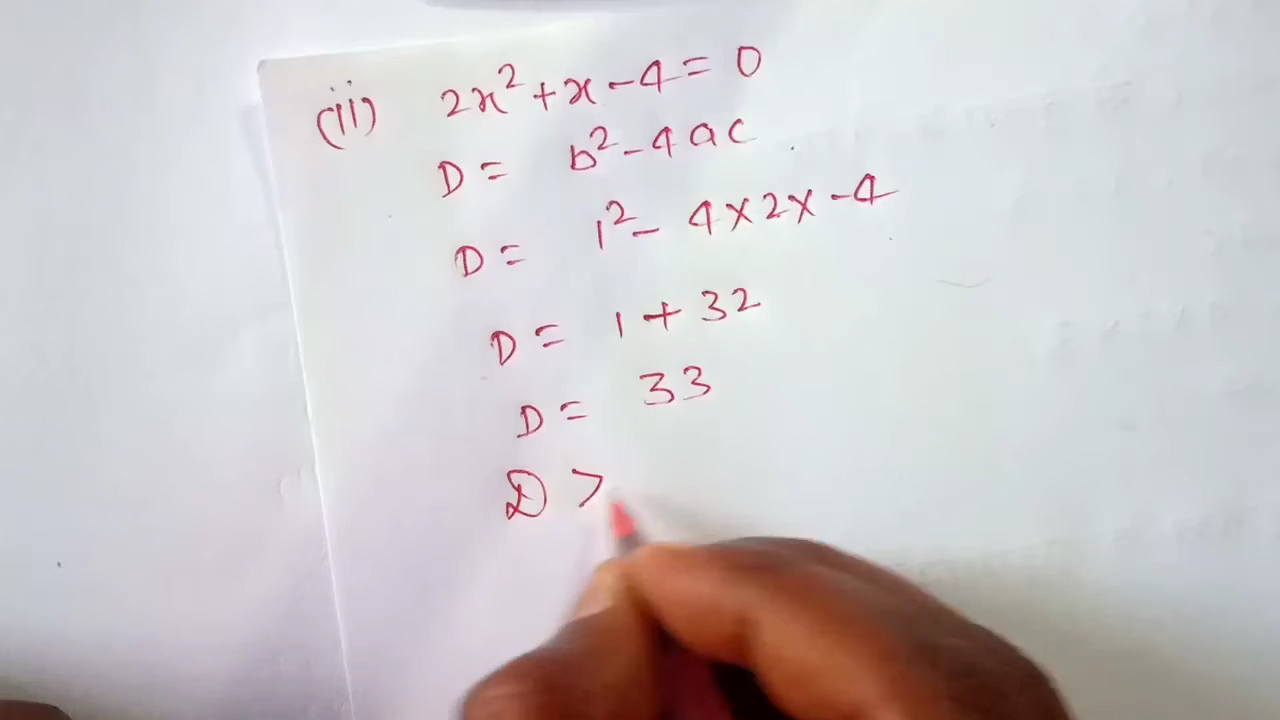 (ii) 2x²+x-4=0
D= b²-4ac
D= 1²-4×2×-4
D= 1+32
D= 33
D >